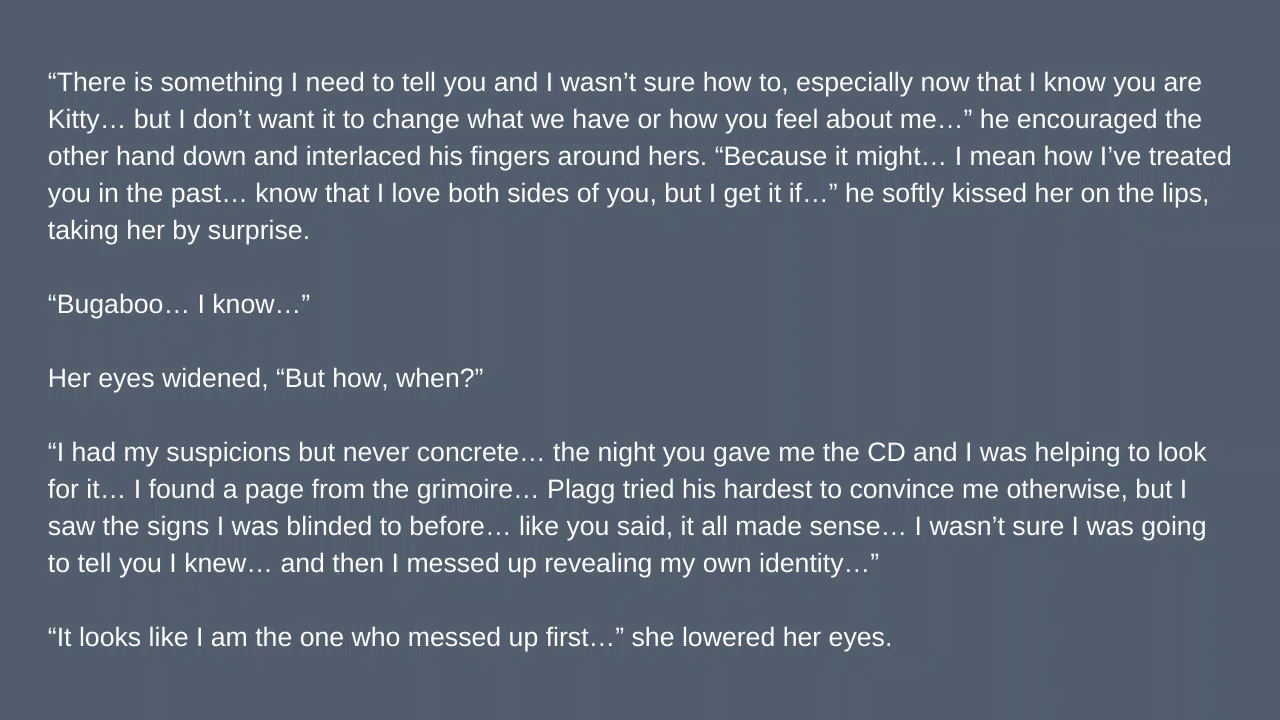 “There is something I need to tell you and I wasn’t sure how to, especially now that I know you are
Kitty… but I don’t want it to change what we have or how you feel about me…” he encouraged the
other hand down and interlaced his fingers around hers. “Because it might… I mean how I’ve treated
you in the past… know that I love both sides of you, but I get it if…” he softly kissed her on the lips,
taking her by surprise.
“Bugaboo… I know…”
Her eyes widened, “But how, when?”
“I had my suspicions but never concrete… the night you gave me the CD and I was helping to look
for it… I found a page from the grimoire… Plagg tried his hardest to convince me otherwise, but I
saw the signs I was blinded to before… like you said, it all made sense… I wasn’t sure I was going
to tell you I knew… and then I messed up revealing my own identity…”
“It looks like I am the one who messed up first…” she lowered her eyes.